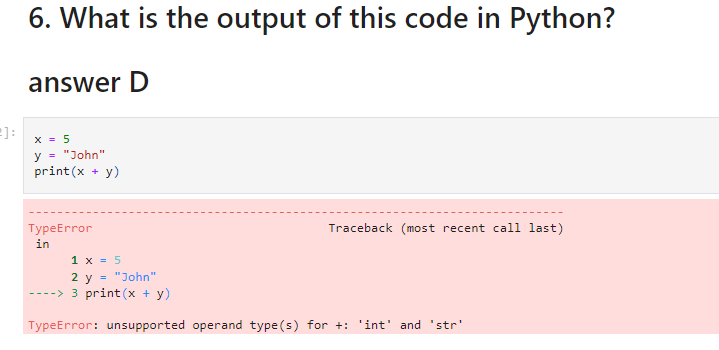 6. What is the output of this code in Python?
answer D
2]:
x = 5
y = "John"
print(x + y)
---------------------------------------------------------------------------
TypeError                                 Traceback (most recent call last)
 in
      1 x = 5
      2 y = "John"
----> 3 print(x + y)
TypeError: unsupported operand type(s) for +: 'int' and 'str'